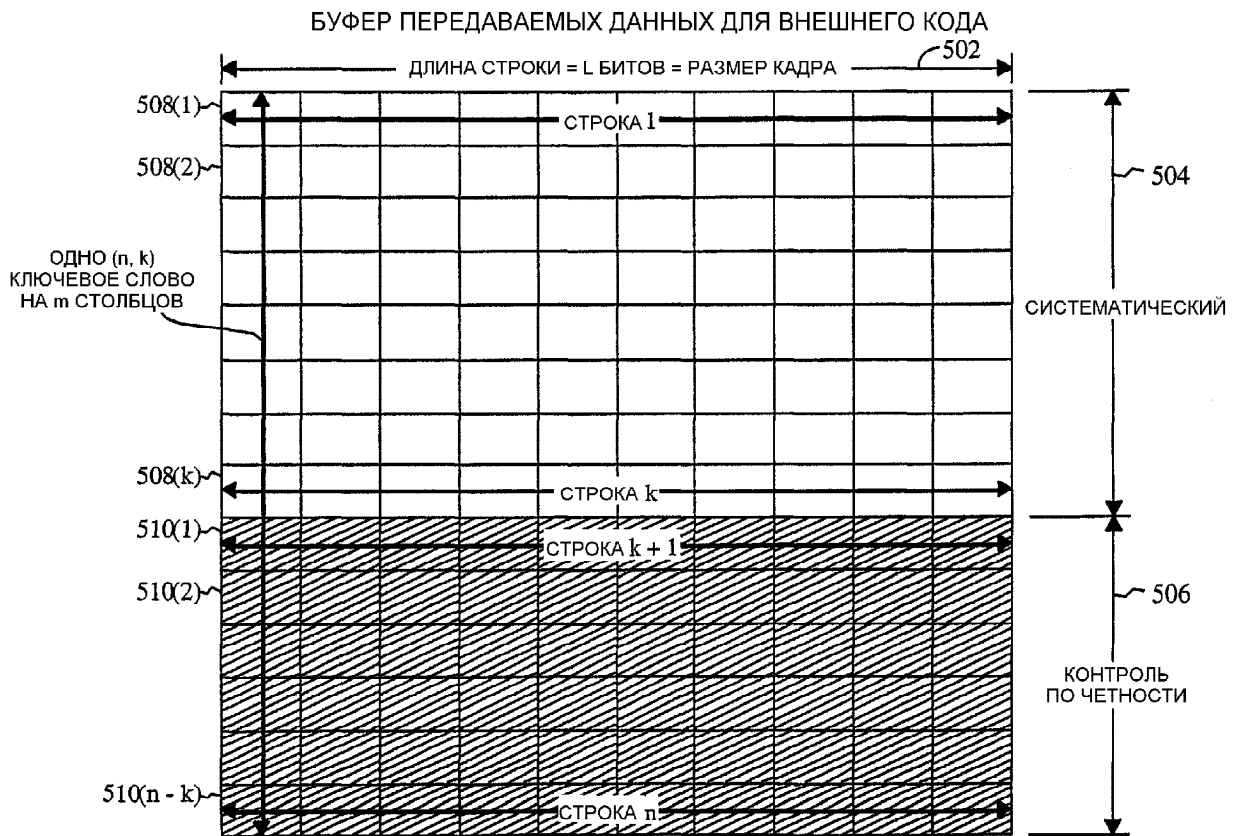 БУФЕР ПЕРЕДАВАЕМЫХ ДАННЫХ ДЛЯ ВНЕШНЕГО КОДА
502
ДЛИНА СТРОКИ = L БИТОВ = РАЗМЕР КАДРА
508(1)
СТРОКА 1
508(2)
504
ОДНО (n, k)
КЛЮЧЕВОЕ СЛОВО
НА m СТОЛБЦОВ
СИСТЕМАТИЧЕСКИЙ
508(k)
СТРОКА k
510(1)
СТРОКА k + 1
510(2)
506
КОНТРОЛЬ
ПО ЧЕТНОСТИ
510(n - k)
СТРОКА n